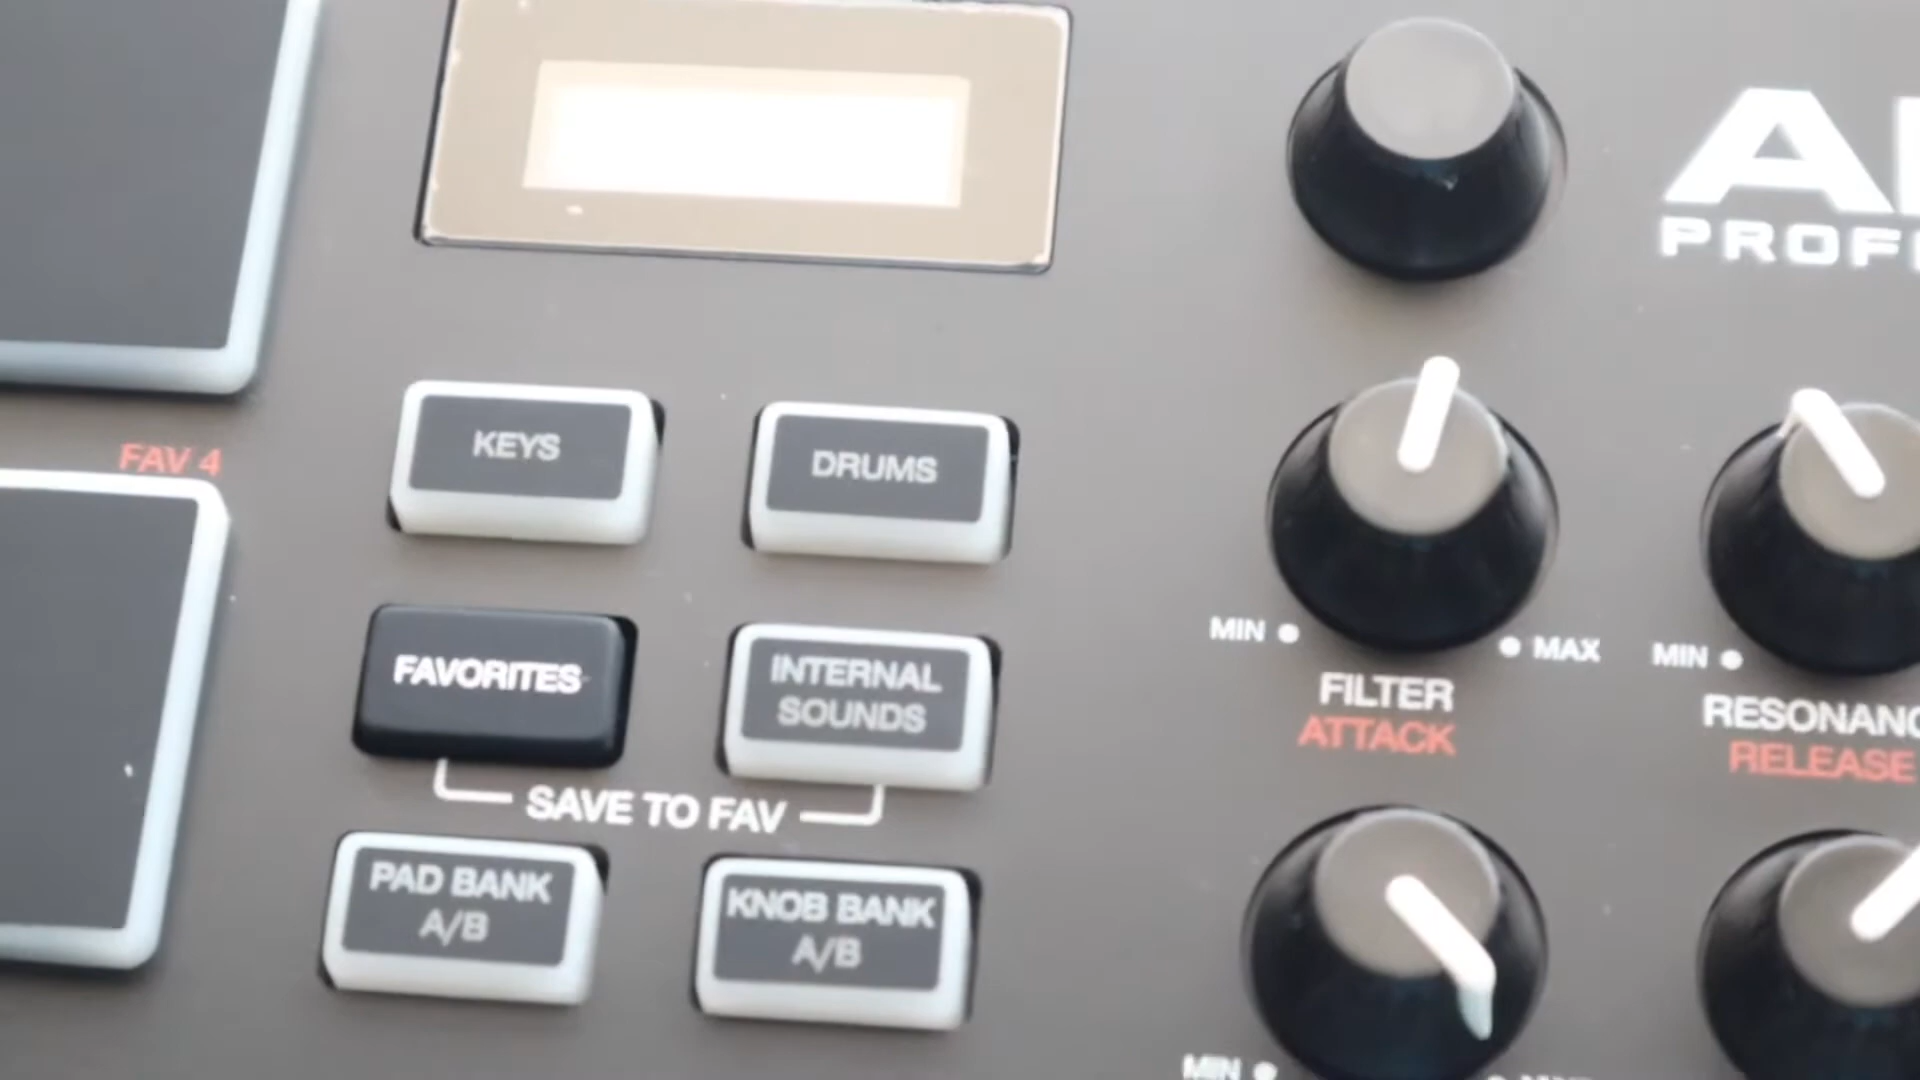 PROF
KEYS
DRUMS
FAV 4
FAVORITES
INTERNAL
SOUNDS
MIN
MAX
MIN
FILTER
ATTACK
RESONANC
RELEASE
SAVE TO FAV
PAD BANK
A/B
KNOB BANK
A/B
MIN